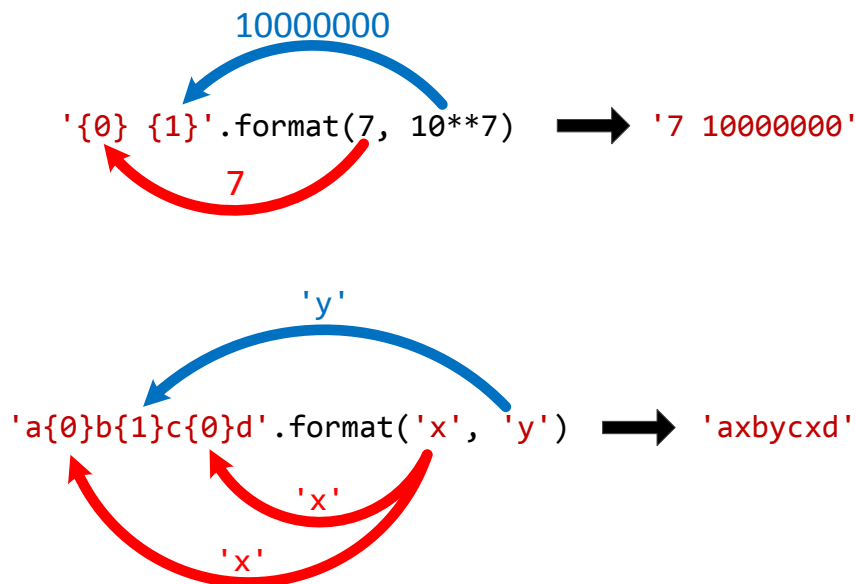 10000000
'{0} {1}'.format(7, 10**7) '7 10000000'
7
'y'
'a{0}b{1}c{0}d'.format('x', 'y') 'axbycxd'
'x'
'x'